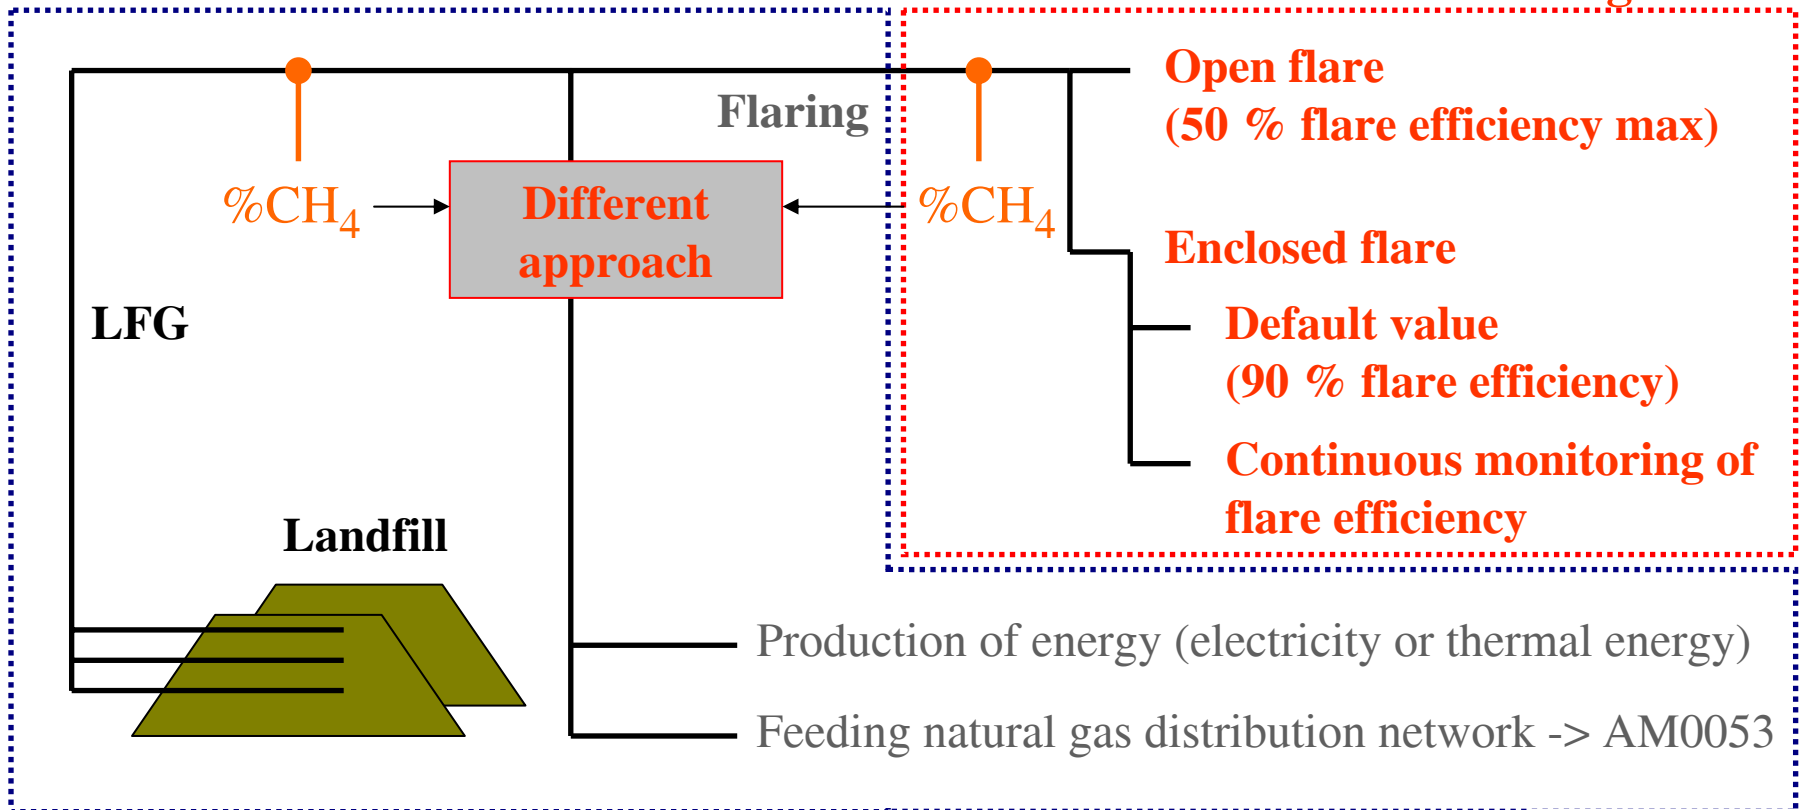 Open flare
(50 % flare efficiency max)
Flaring
%CH4
Different
approach
%CH4
Enclosed flare
LFG
Default value
(90 % flare efficiency)
Continuous monitoring of
flare efficiency
Landfill
Production of energy (electricity or thermal energy)
Feeding natural gas distribution network -> AM0053